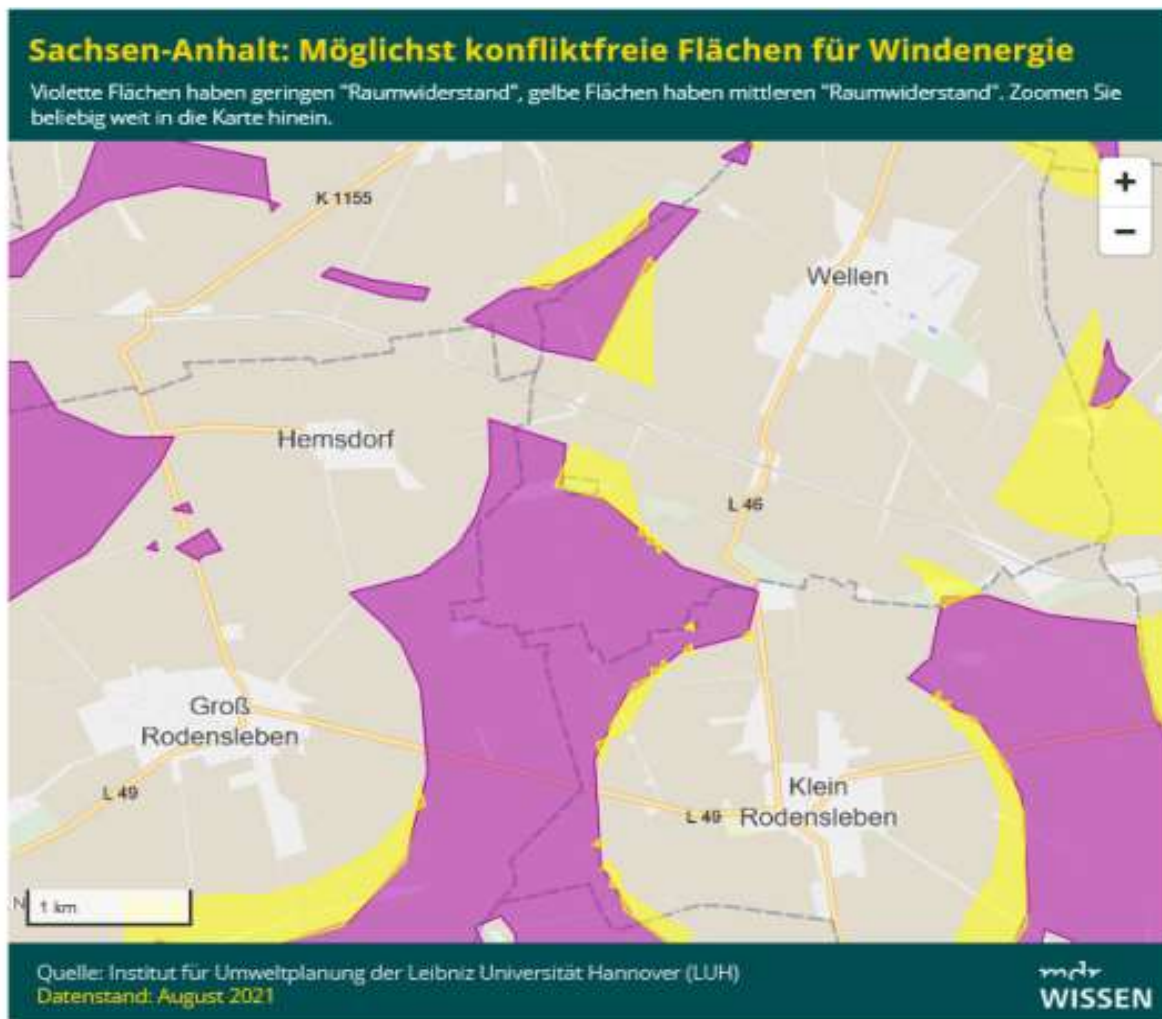 Sachsen-Anhalt: Möglichst konfliktfreie Flächen für Windenergie
Violette Flächen haben geringen "Raumwiderstand", gelbe Flächen haben mittleren "Raumwiderstand". Zoomen Sie
beliebig weit in die Karte hinein.
+
−
K 1155
Wellen
Hemsdorf
L 46
Groß
Rodensleben
L 49
Klein
Rodensleben
L 49
N
1 km
Quelle: Institut für Umweltplanung der Leibniz Universität Hannover (LUH)
Datenstand: August 2021
mdr
WISSEN